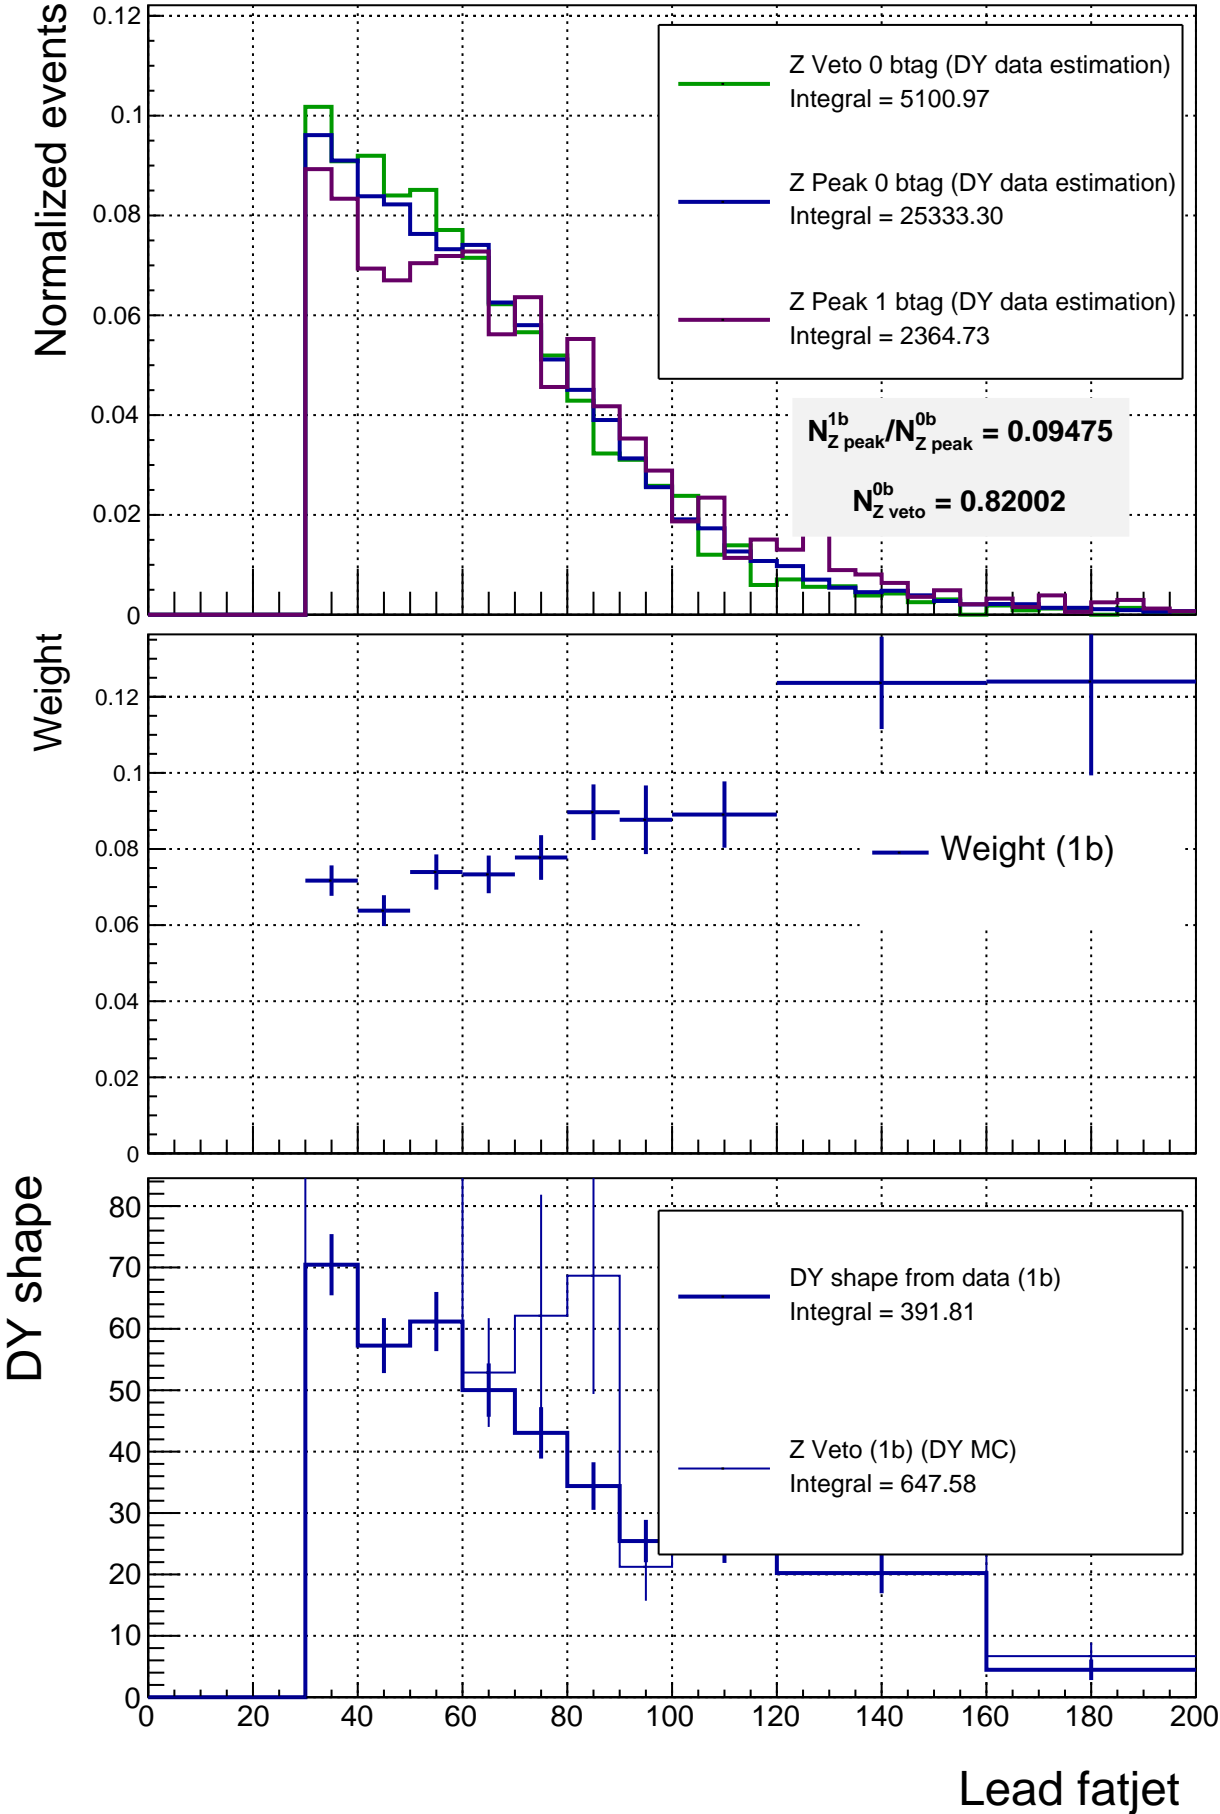 Normalized events
0.12
0.1
0.08
0.06
0.04
0.02
0
Z Veto 0 btag (DY data estimation)
Integral = 5100.97
Z Peak 0 btag (DY data estimation)
Integral = 25333.30
Z Peak 1 btag (DY data estimation)
Integral = 2364.73
N^{1b}_{Z peak}/N^{0b}_{Z peak} = 0.09475
N^{0b}_{Z veto} = 0.82002
Weight
0.12
0.1
0.08
0.06
0.04
0.02
0
Weight (1b)
DY shape
80
70
60
50
40
30
20
10
0
DY shape from data (1b)
Integral = 391.81
Z Veto (1b) (DY MC)
Integral = 647.58
0 20 40 60 80 100 120 140 160 180 200
Lead fatjet